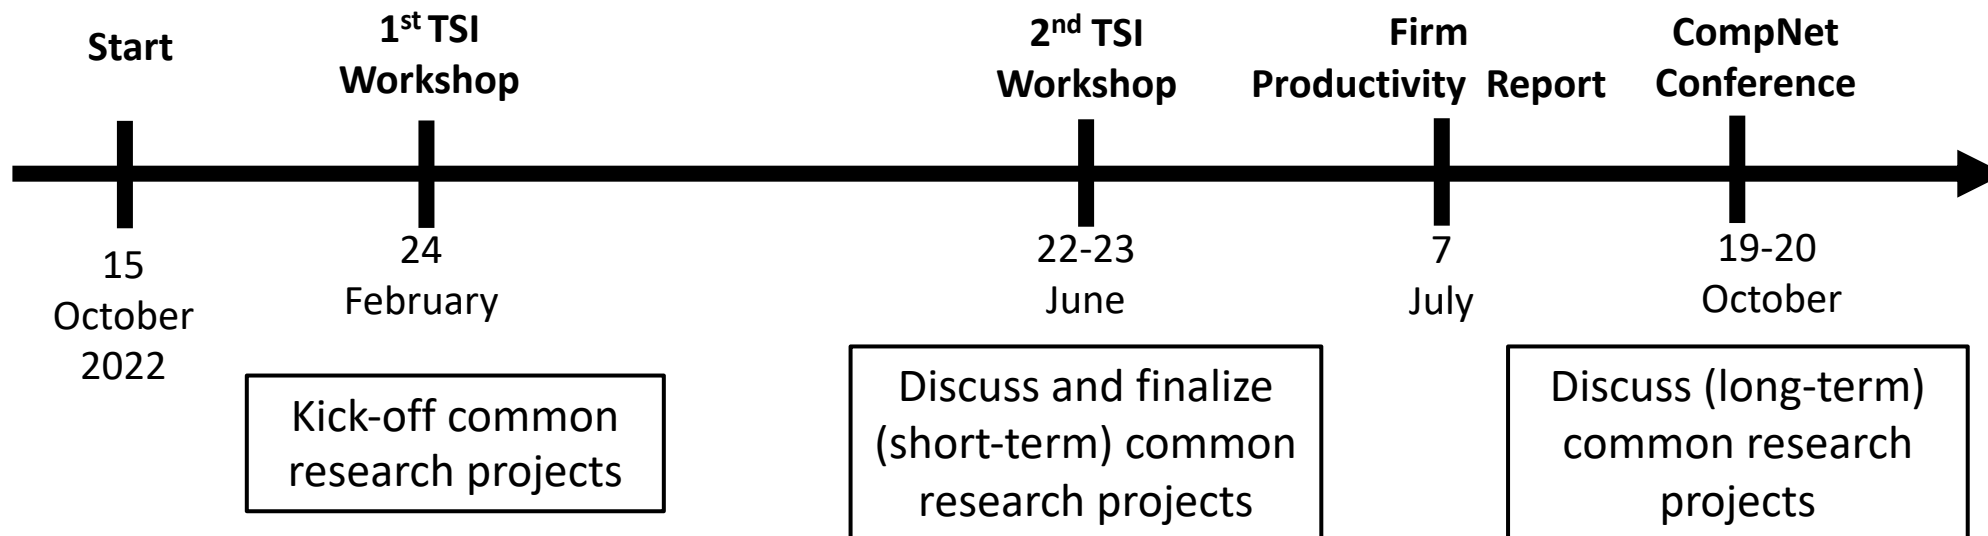 Start
15
October
2022
1st TSI
Workshop
24
February
Kick-off common
research projects
2nd TSI
Workshop
22-23
June
Discuss and finalize
(short-term) common
research projects
Firm
Productivity Report
7
July
CompNet
Conference
19-20
October
Discuss (long-term)
common research
projects